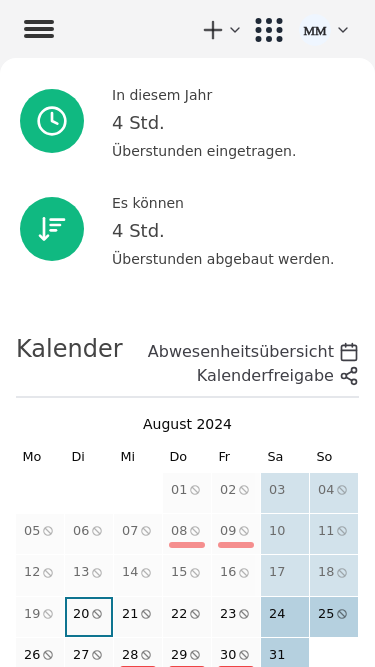 MM
In diesem Jahr
4 Std.
Überstunden eingetragen.
Es können
4 Std.
Überstunden abgebaut werden.
Kalender
Abwesenheitsübersicht
Kalenderfreigabe
August 2024
Mo Di Mi Do Fr Sa So
01 02 03 04
05 06 07 08 09 10 11
12 13 14 15 16 17 18
19 20 21 22 23 24 25
26 27 28 29 30 31